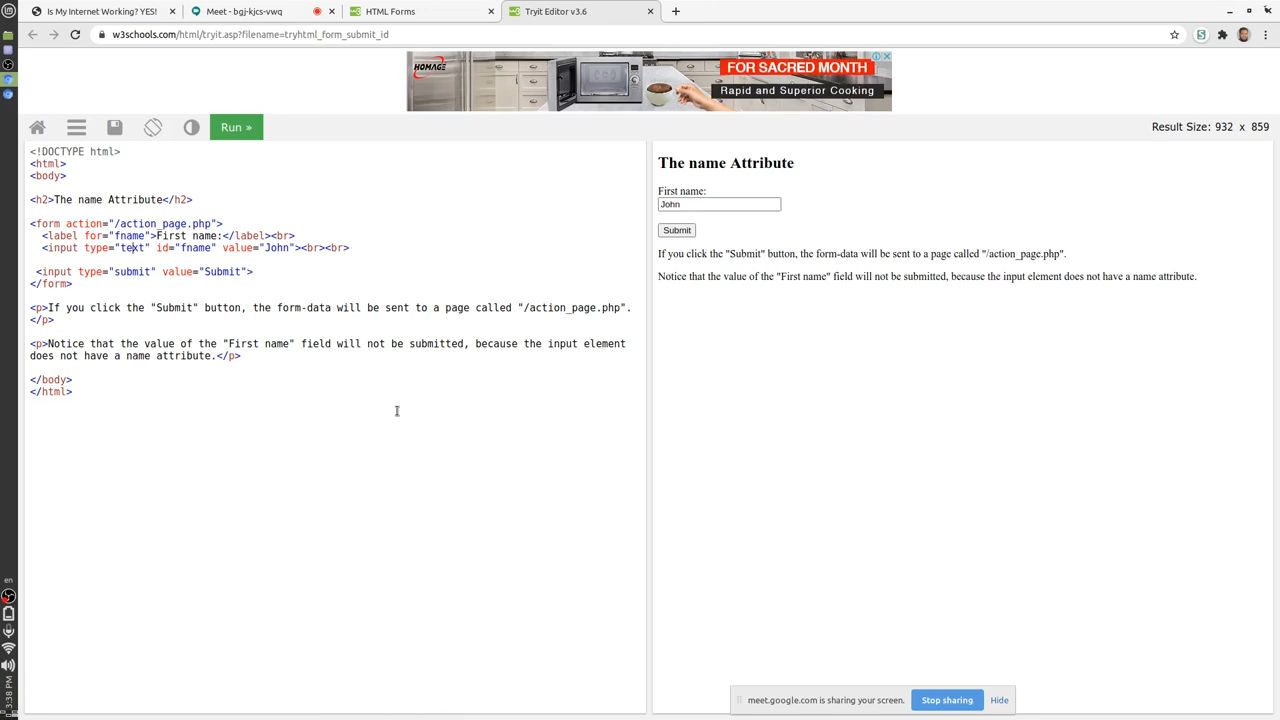 Is My Internet Working? YES!
Meet - bgj-kjcs-vwq
HTML Forms
Tryit Editor v3.6
w3schools.com/html/tryit.asp?filename=tryhtml_form_submit_id
HOMAGE
FOR SACRED MONTH
Rapid and Superior Cooking
Run »
Result Size: 932 x 859
<!DOCTYPE html>
<html>
<body>
<h2>The name Attribute</h2>
<form action="/action_page.php">
<label for="fname">First name:</label><br>
<input type="text" id="fname" value="John"><br><br>
<input type="submit" value="Submit">
</form>
<p>If you click the "Submit" button, the form-data will be sent to a page called "/action_page.php".
</p>
<p>Notice that the value of the "First name" field will not be submitted, because the input element
does not have a name attribute.</p>
</body>
</html>
The name Attribute
First name:
John
Submit
If you click the "Submit" button, the form-data will be sent to a page called "/action_page.php".
Notice that the value of the "First name" field will not be submitted, because the input element does not have a name attribute.
en
3:38 PM
meet.google.com is sharing your screen.
Stop sharing
Hide